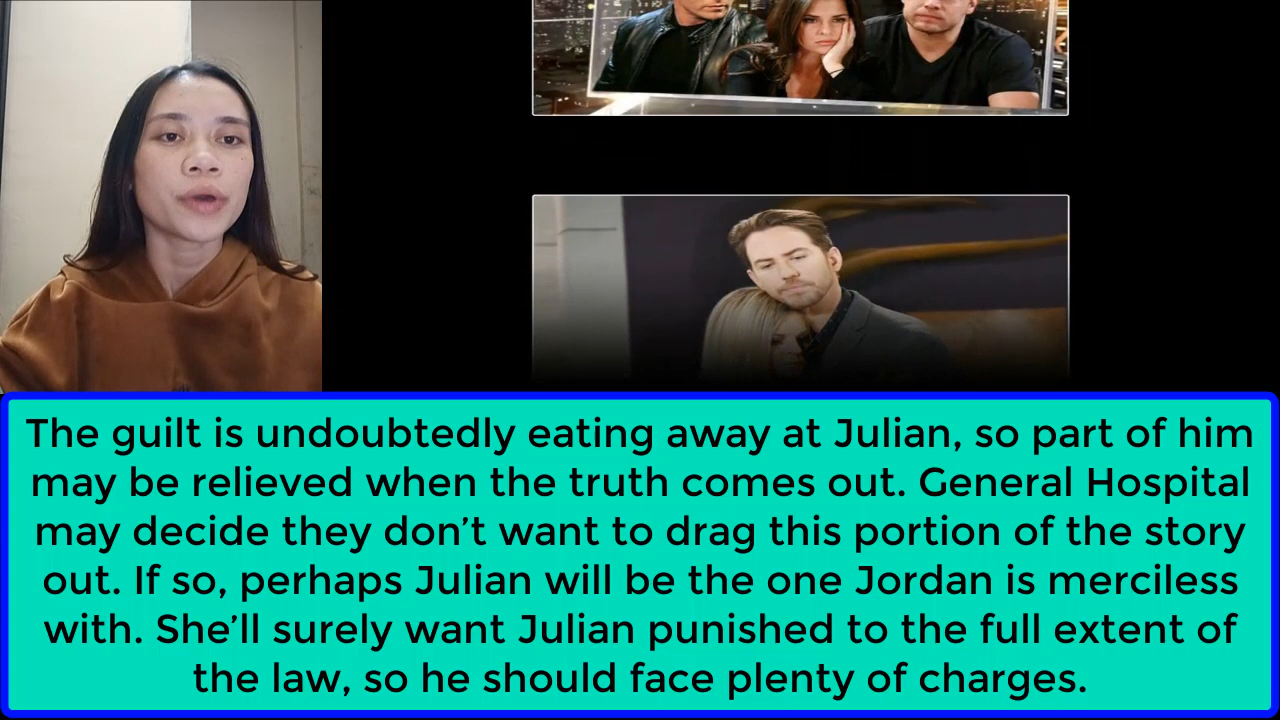 The guilt is undoubtedly eating away at Julian, so part of him
may be relieved when the truth comes out. General Hospital
may decide they don’t want to drag this portion of the story
out. If so, perhaps Julian will be the one Jordan is merciless
with. She’ll surely want Julian punished to the full extent of
the law, so he should face plenty of charges.